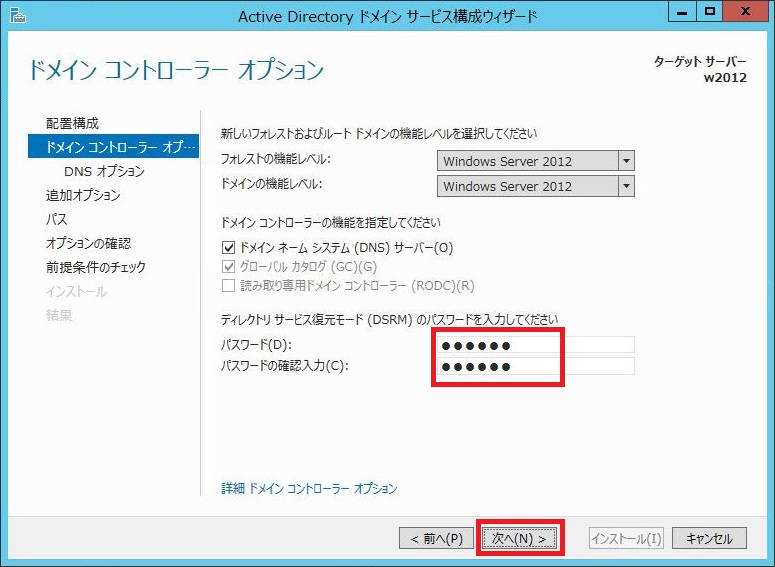 Active Directory ドメイン サービス構成ウィザード
ドメイン コントローラー オプション
ターゲット サーバー
w2012
配置構成
ドメイン コントローラー オプ…
DNS オプション
追加オプション
パス
オプションの確認
前提条件のチェック
インストール
結果
新しいフォレストおよびルート ドメインの機能レベルを選択してください
フォレストの機能レベル: Windows Server 2012
ドメインの機能レベル: Windows Server 2012
ドメイン コントローラーの機能を指定してください
ドメイン ネーム システム (DNS) サーバー(O)
グローバル カタログ (GC)(G)
読み取り専用ドメイン コントローラー (RODC)(R)
ディレクトリ サービス復元モード (DSRM) のパスワードを入力してください
パスワード(D): ●●●●●●
パスワードの確認入力(C): ●●●●●●
詳細 ドメイン コントローラー オプション
< 前へ(P) 次へ(N) > インストール(I) キャンセル